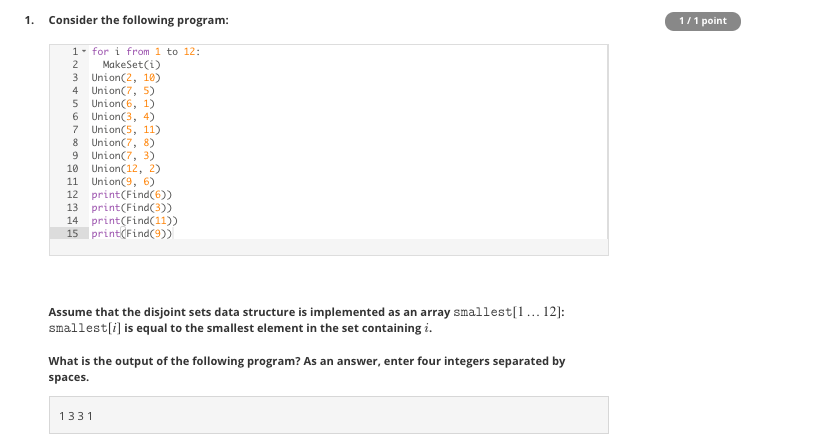 1. Consider the following program:
1 / 1 point
1 for i from 1 to 12:
2 MakeSet(i)
3 Union(2, 10)
4 Union(7, 5)
5 Union(6, 1)
6 Union(3, 4)
7 Union(5, 11)
8 Union(7, 8)
9 Union(7, 3)
10 Union(12, 2)
11 Union(9, 6)
12 print(Find(6))
13 print(Find(3))
14 print(Find(11))
15 print(Find(9))
Assume that the disjoint sets data structure is implemented as an array smallest[1 … 12]:
smallest[i] is equal to the smallest element in the set containing i.
What is the output of the following program? As an answer, enter four integers separated by
spaces.
1 3 3 1